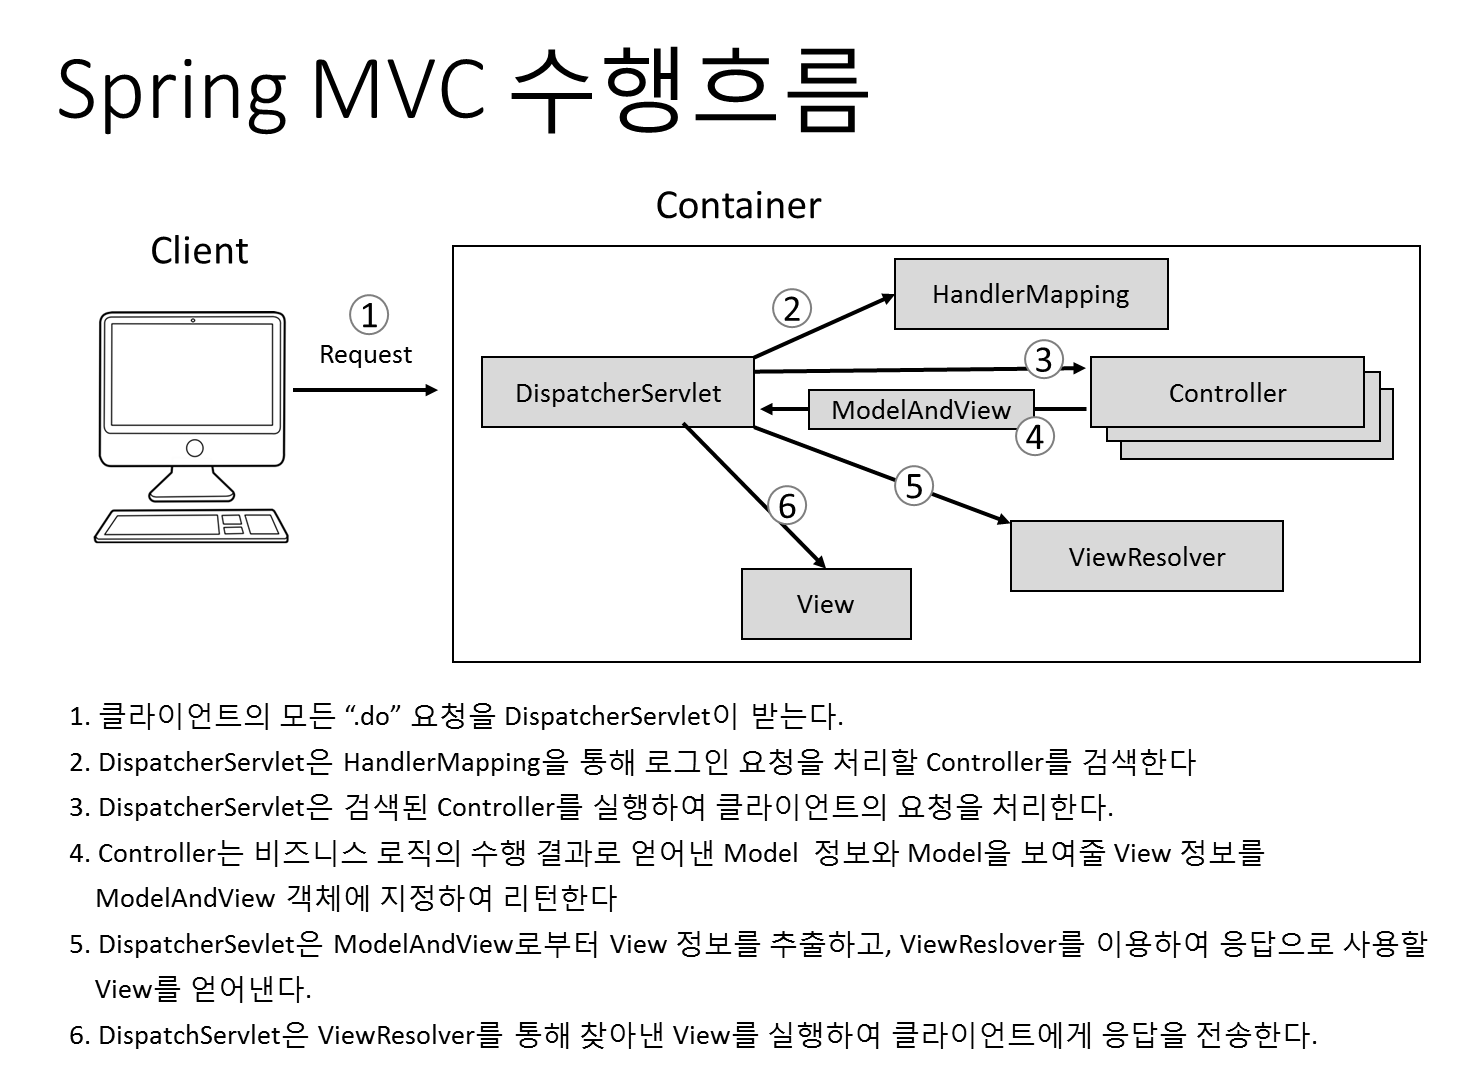 Spring MVC 수행흐름
Container
Client
1
Request
2
HandlerMapping
3
DispatcherServlet
Controller
ModelAndView
4
5
6
ViewResolver
View
1. 클라이언트의 모든 “.do” 요청을 DispatcherServlet이 받는다.
2. DispatcherServlet은 HandlerMapping을 통해 로그인 요청을 처리할 Controller를 검색한다
3. DispatcherServlet은 검색된 Controller를 실행하여 클라이언트의 요청을 처리한다.
4. Controller는 비즈니스 로직의 수행 결과로 얻어낸 Model 정보와 Model을 보여줄 View 정보를
ModelAndView 객체에 지정하여 리턴한다
5. DispatcherSevlet은 ModelAndView로부터 View 정보를 추출하고, ViewReslover를 이용하여 응답으로 사용할
View를 얻어낸다.
6. DispatchServlet은 ViewResolver를 통해 찾아낸 View를 실행하여 클라이언트에게 응답을 전송한다.